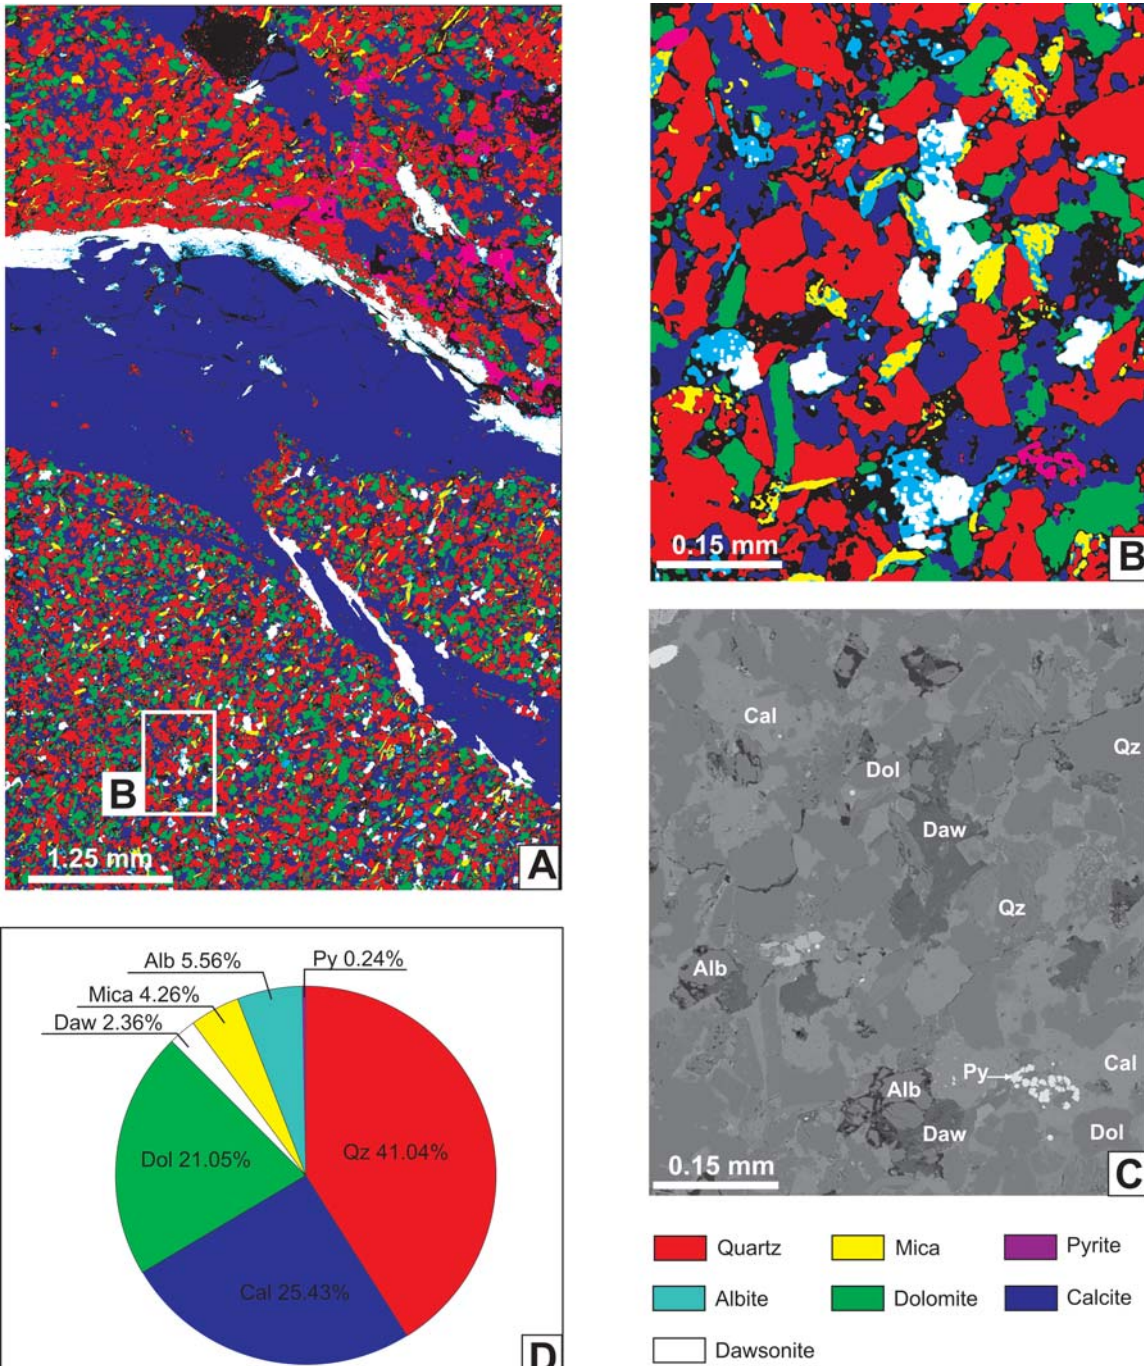 B
1.25 mm
A
0.15 mm
B
Cal
Qz
Dol
Daw
Qz
Alb
Cal
Py
Alb
Daw
Dol
0.15 mm
C
Alb 5.56%
Py 0.24%
Mica 4.26%
Daw 2.36%
Dol 21.05%
Qz 41.04%
Cal 25.43%
D
Quartz
Mica
Pyrite
Albite
Dolomite
Calcite
Dawsonite